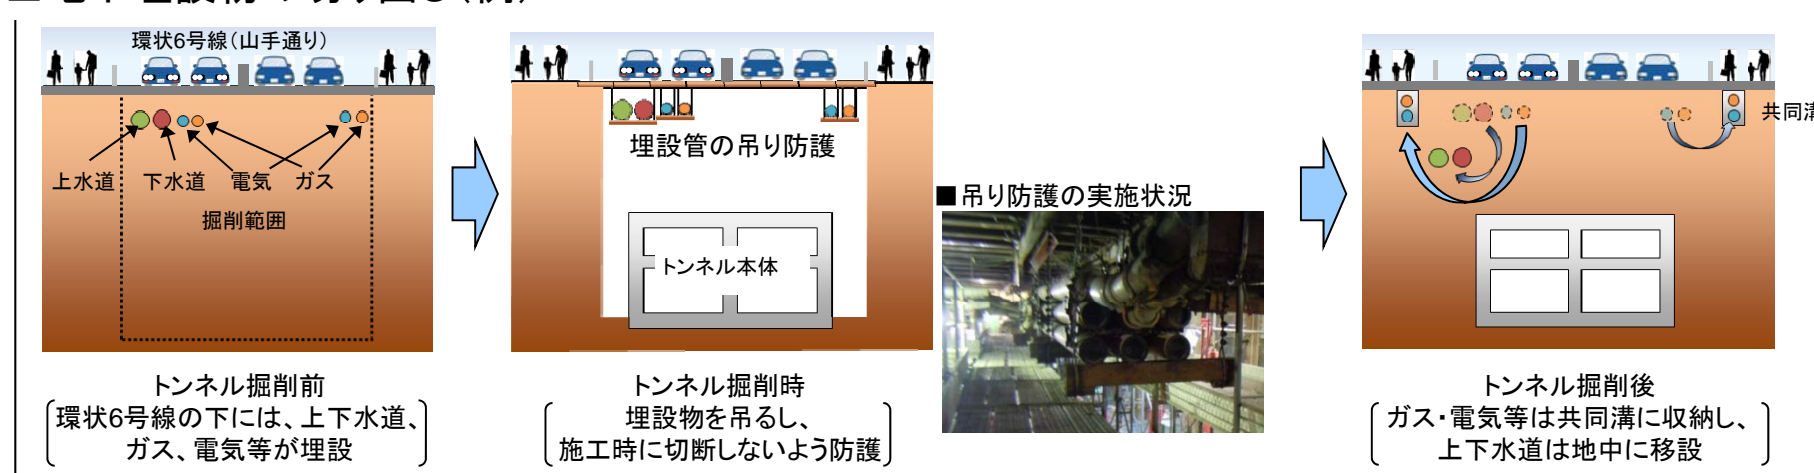 環状6号線(山手通り)
上水道 下水道 電気 ガス
掘削範囲
トンネル掘削前
環状6号線の下には、上下水道、
ガス、電気等が埋設
埋設管の吊り防護
トンネル本体
トンネル掘削時
埋設物を吊るし、
施工時に切断しないよう防護
■吊り防護の実施状況
共同溝
トンネル掘削後
ガス・電気等は共同溝に収納し、
上下水道は地中に移設